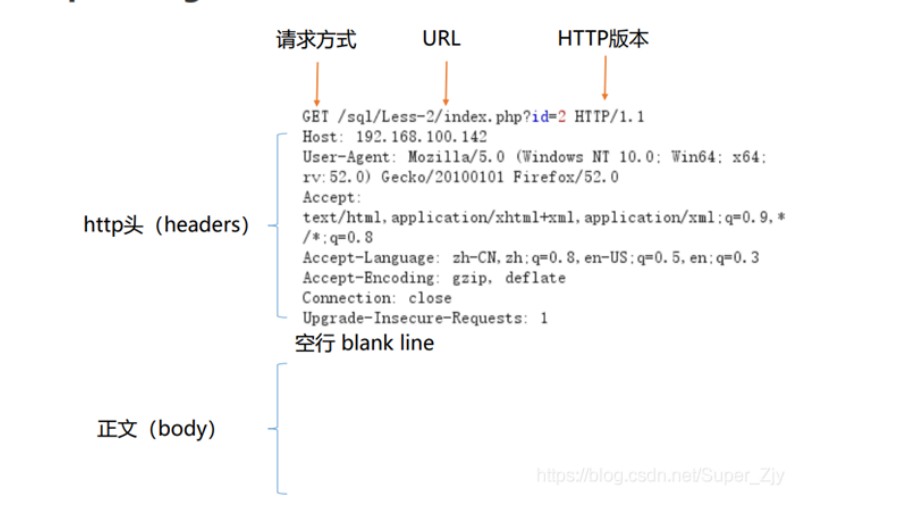 请求方式 URL HTTP版本
GET /sql/Less-2/index.php?id=2 HTTP/1.1
Host: 192.168.100.142
User-Agent: Mozilla/5.0 (Windows NT 10.0; Win64; x64;
rv:52.0) Gecko/20100101 Firefox/52.0
Accept:
text/html,application/xhtml+xml,application/xml;q=0.9,*
http头（headers）
/*;q=0.8
Accept-Language: zh-CN,zh;q=0.8,en-US;q=0.5,en;q=0.3
Accept-Encoding: gzip, deflate
Connection: close
Upgrade-Insecure-Requests: 1
空行 blank line
正文（body）
https://blog.csdn.net/Super_Zjy